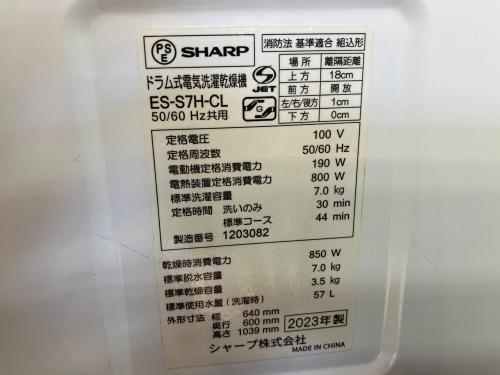 PS E SHARP
ドラム式電気洗濯乾燥機
ES-S7H-CL
50/60 Hz共用
S JET
G
消防法 基準適合 組込形
場所 離隔距離
上方 18cm
前方 開放
左/右/後方 1cm
下方 0cm
定格電圧 100 V
定格周波数 50/60 Hz
電動機定格消費電力 190 W
電熱装置定格消費電力 800 W
標準洗濯容量 7.0 kg
定格時間 洗いのみ 30 min
標準コース 44 min
製造番号 1203082
乾燥時消費電力 850 W
標準脱水容量 7.0 kg
標準乾燥容量 3.5 kg
標準使用水量(洗濯時) 57 L
外形寸法 幅 640 mm
奥行 600 mm
高さ 1039 mm
2023年製
シャープ株式会社 MADE IN CHINA